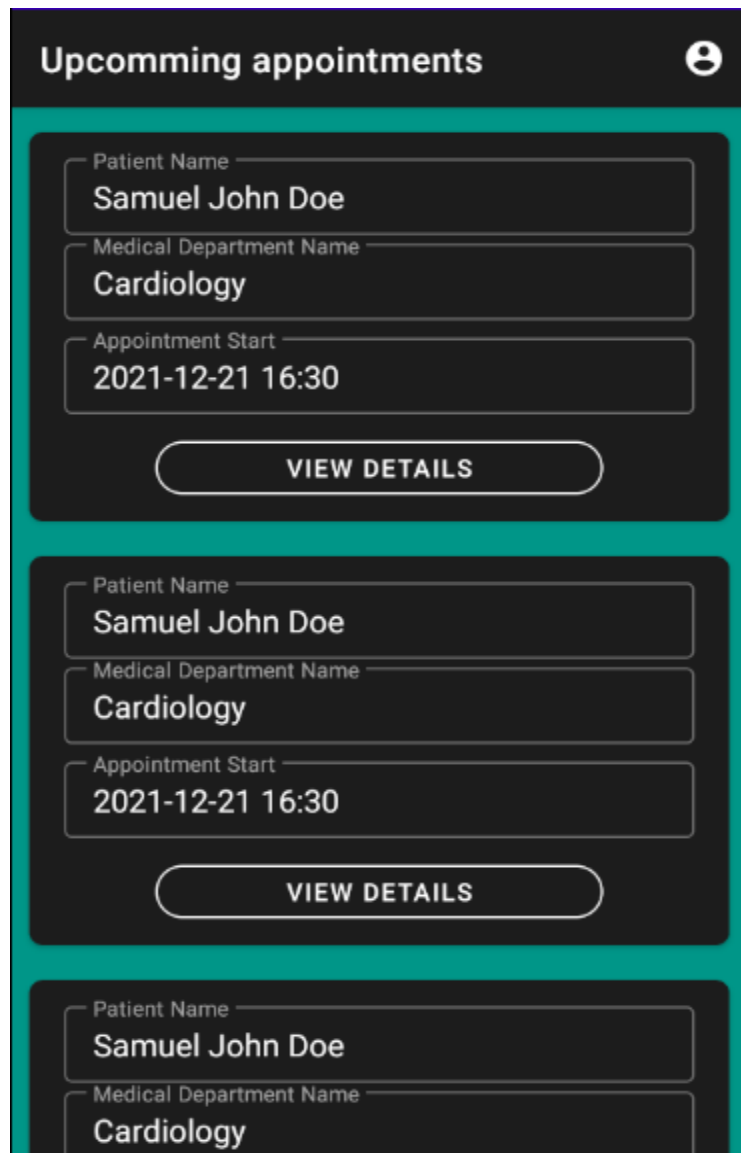 Upcomming appointments
Patient Name
Samuel John Doe
Medical Department Name
Cardiology
Appointment Start
2021-12-21 16:30
VIEW DETAILS
Patient Name
Samuel John Doe
Medical Department Name
Cardiology
Appointment Start
2021-12-21 16:30
VIEW DETAILS
Patient Name
Samuel John Doe
Medical Department Name
Cardiology